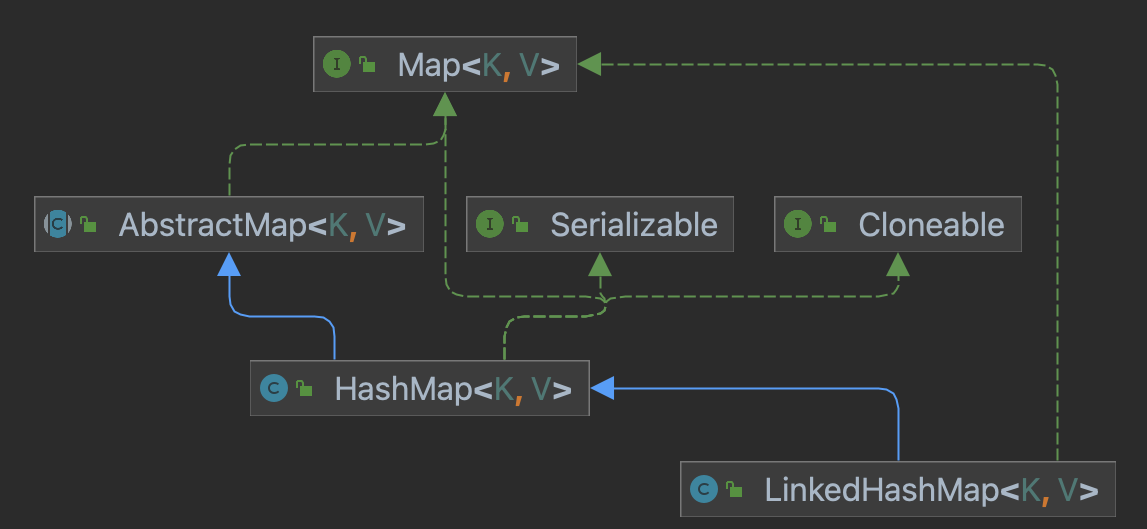 I Map<K, V>
C AbstractMap<K, V>
I Serializable
I Cloneable
C HashMap<K, V>
C LinkedHashMap<K, V>